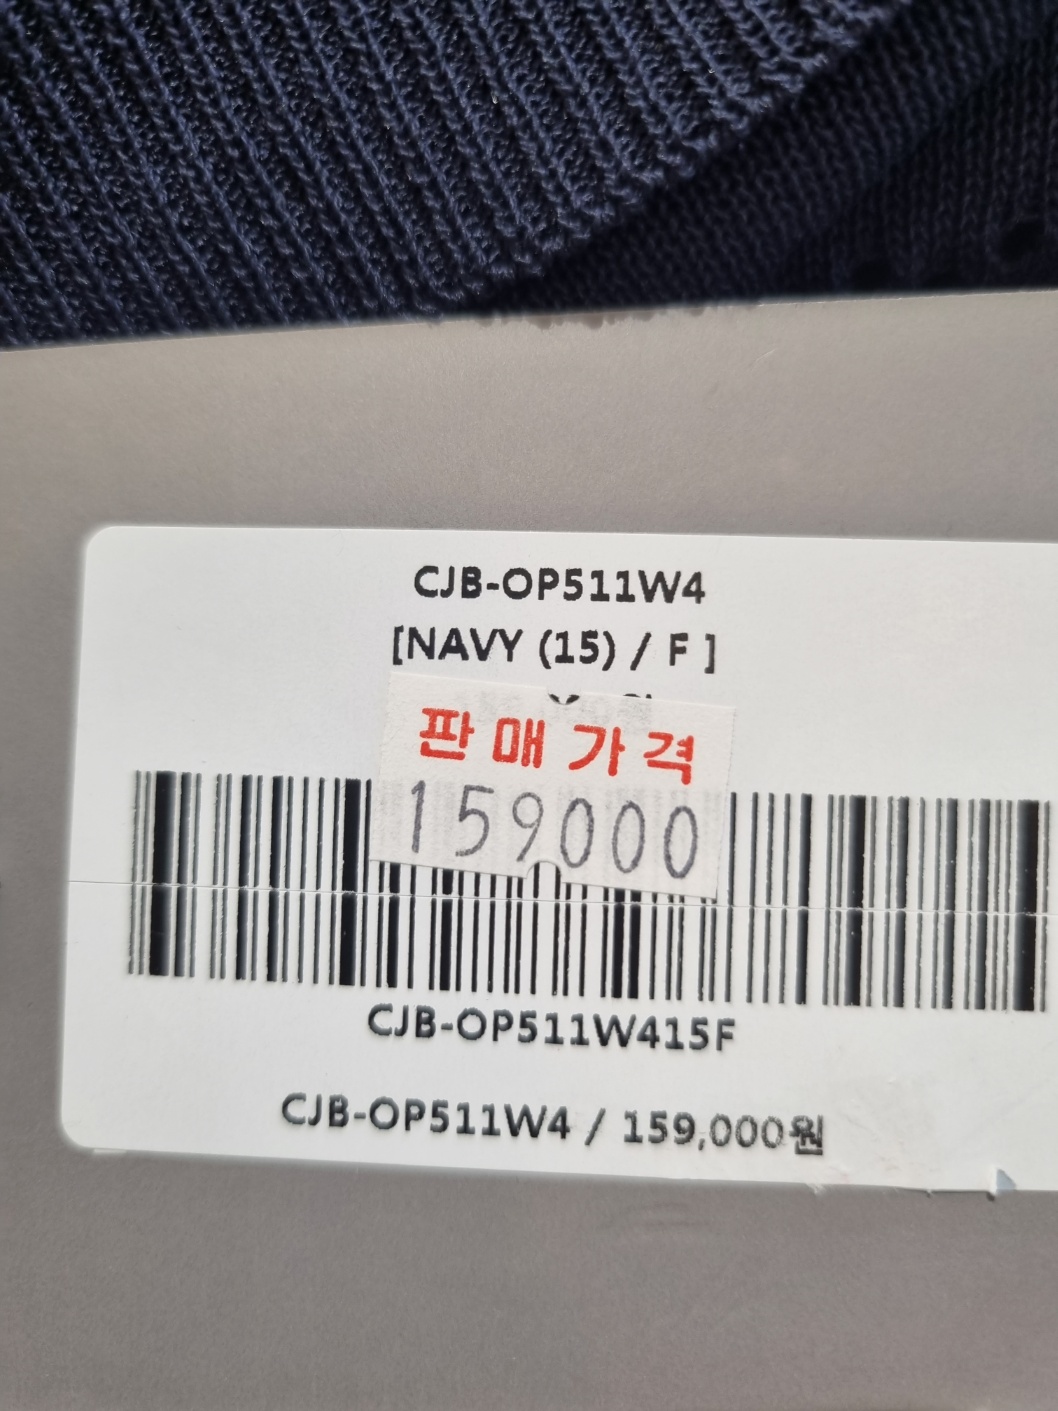 CJB-OP511W4
[NAVY (15) / F ]
판매가격
159000
CJB-OP511W415F
CJB-OP511W4 / 159,000원